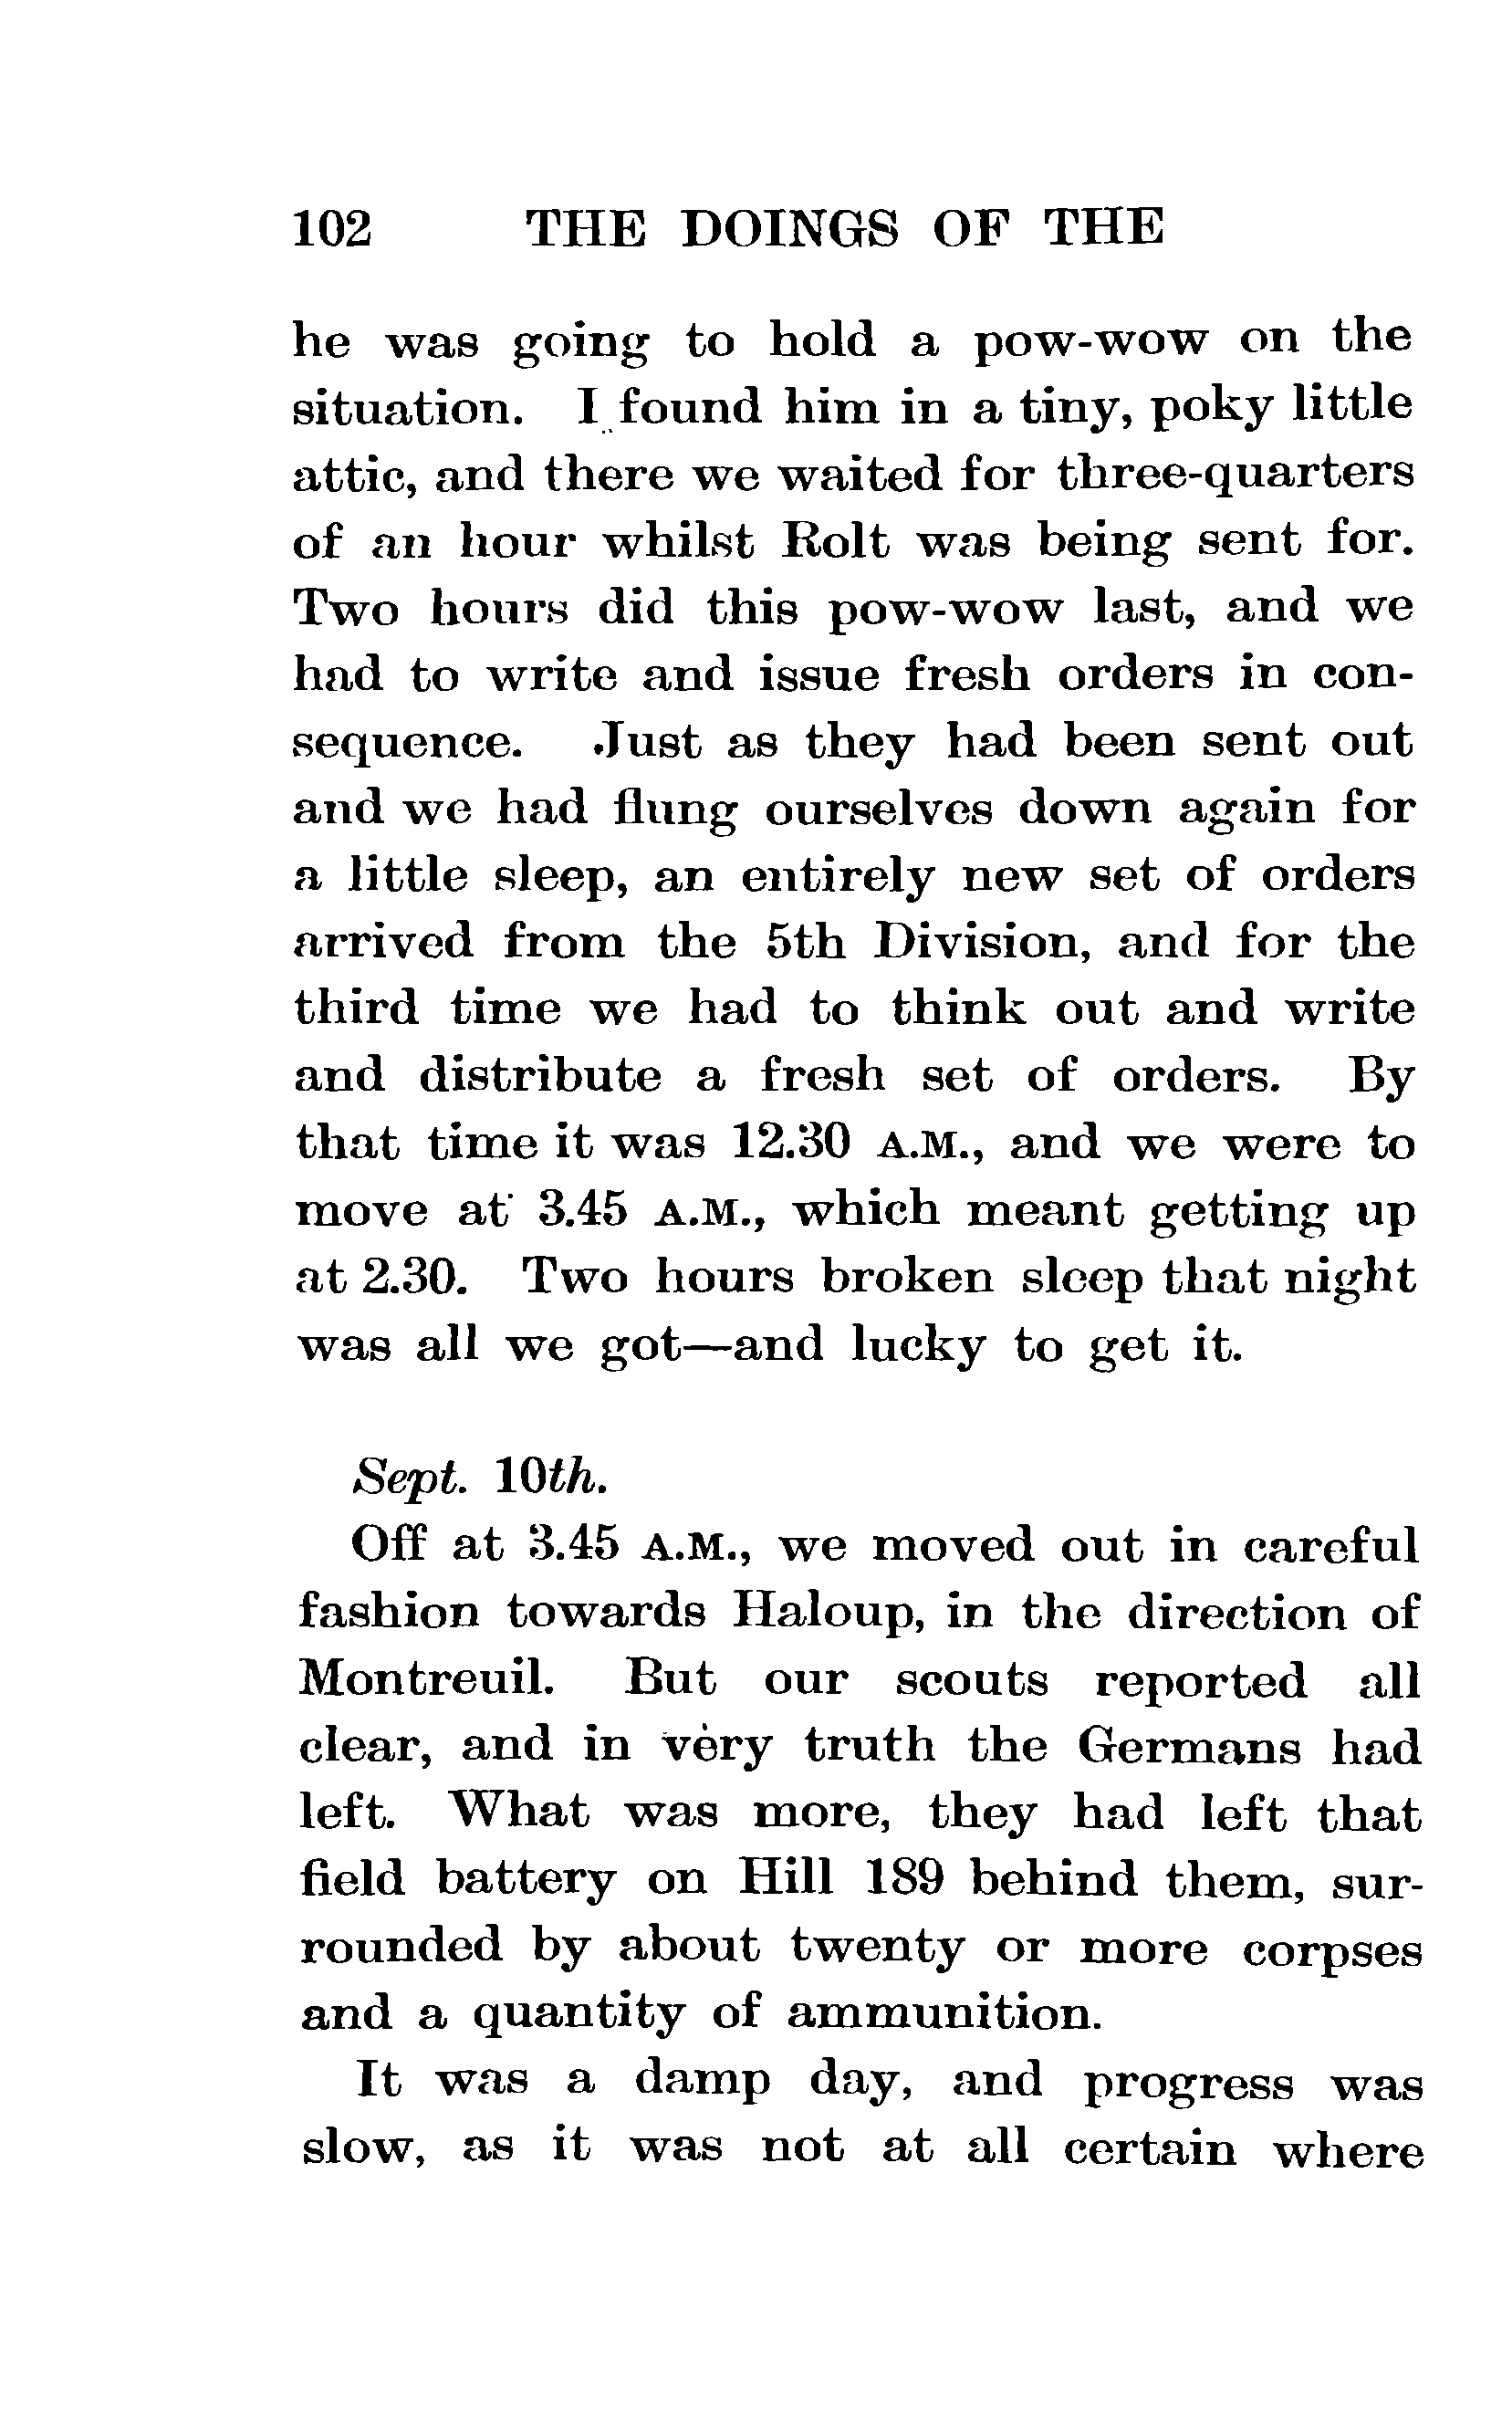 102 THE DOINGS OF THE
he was going to hold a pow-wow on the
situation. I found him in a tiny, poky little
attic, and there we waited for three-quarters
of an hour whilst Rolt was being sent for.
Two hours did this pow-wow last, and we
had to write and issue fresh orders in con-
sequence. Just as they had been sent out
and we had flung ourselves down again for
a little sleep, an entirely new set of orders
arrived from the 5th Division, and for the
third time we had to think out and write
and distribute a fresh set of orders. By
that time it was 12.30 A.M., and we were to
move at 3.45 A.M., which meant getting up
at 2.30. Two hours broken sleep that night
was all we got—and lucky to get it.
Sept. 10th.
Off at 3.45 A.M., we moved out in careful
fashion towards Haloup, in the direction of
Montreuil. But our scouts reported all
clear, and in very truth the Germans had
left. What was more, they had left that
field battery on Hill 189 behind them, sur-
rounded by about twenty or more corpses
and a quantity of ammunition.
It was a damp day, and progress was
slow, as it was not at all certain where